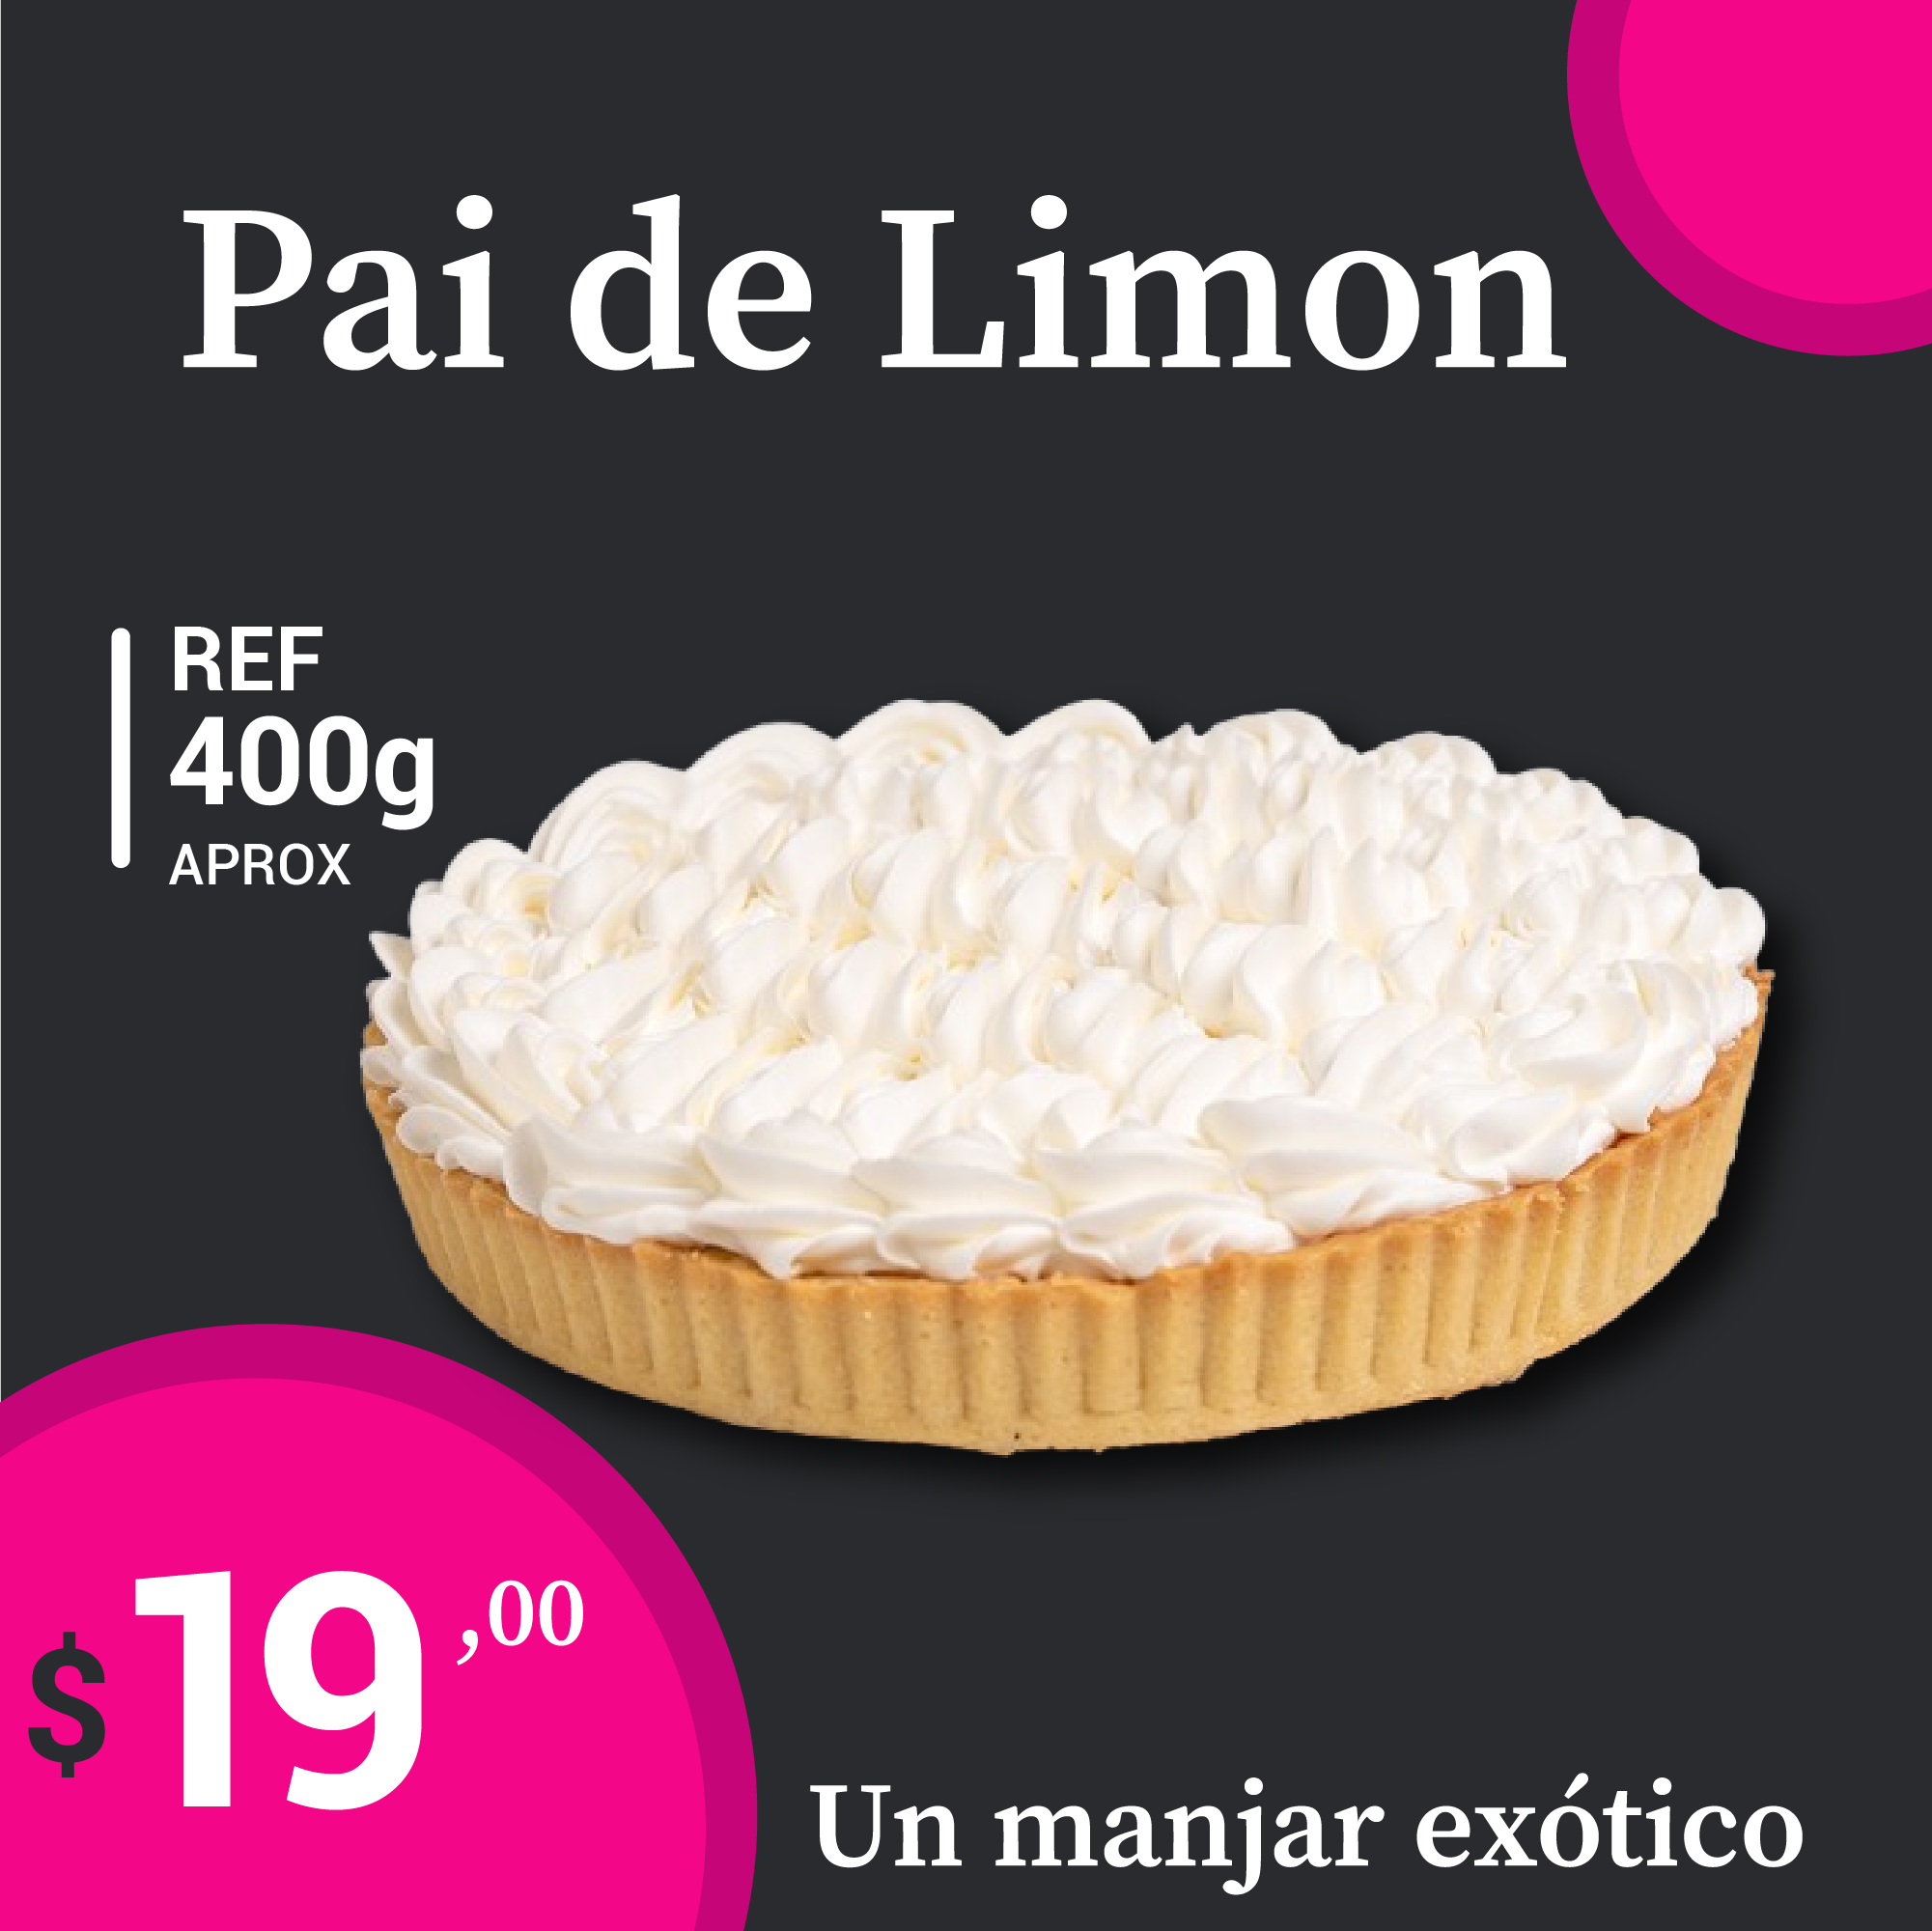 Pai de Limon
REF
400g
APROX
$ 19,00
Un manjar exótico